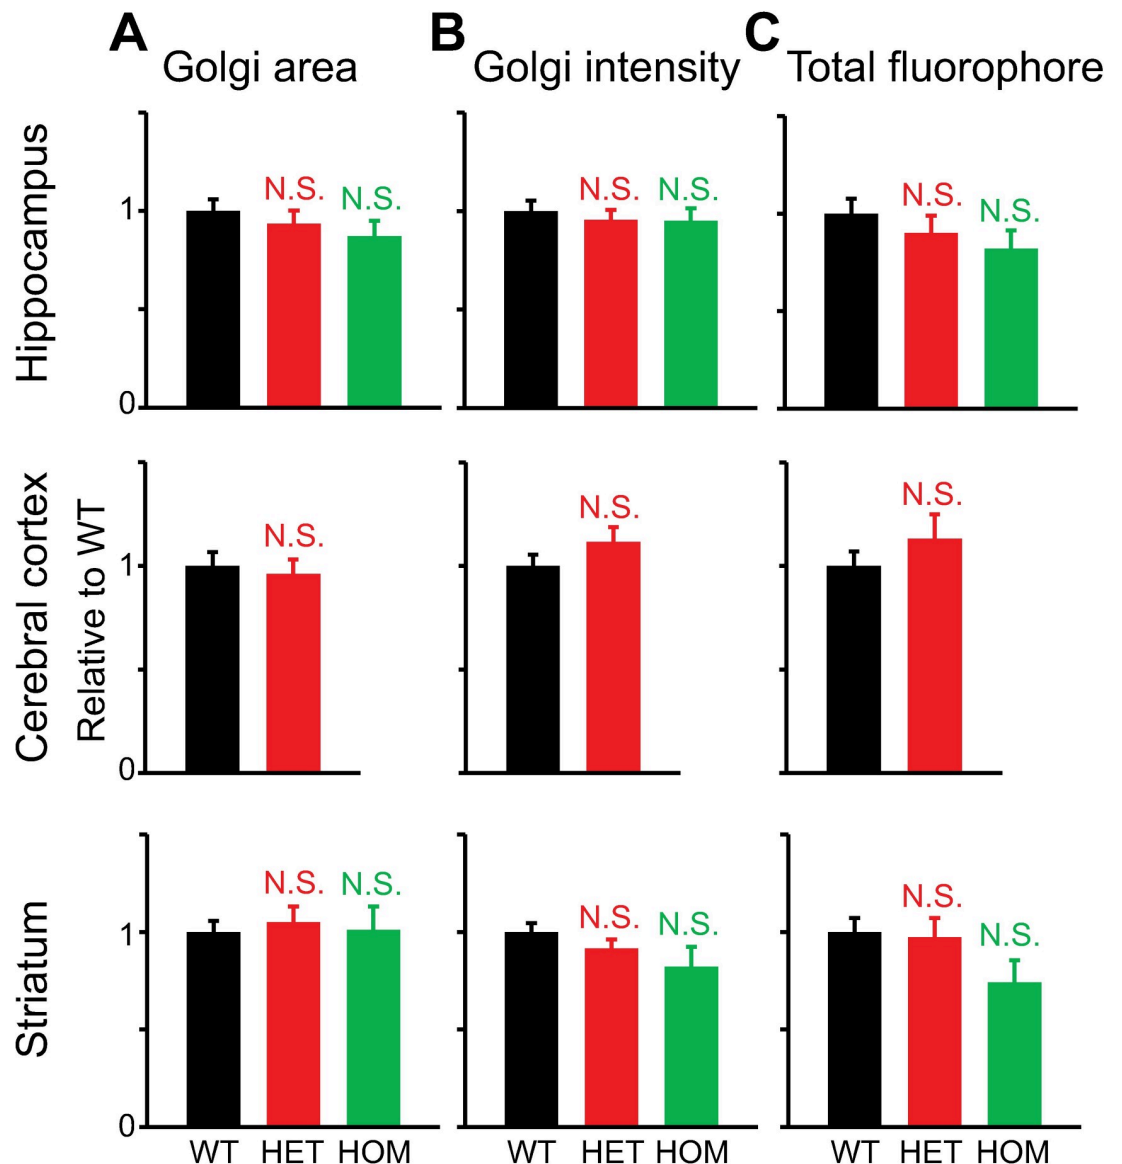 A B C
Golgi area Golgi intensity Total fluorophore
Hippocampus
N.S. N.S. N.S. N.S. N.S. N.S.
1
0
Cerebral cortex
Relative to WT
N.S. N.S. N.S.
1
0
Striatum
N.S. N.S. N.S. N.S. N.S. N.S.
1
0
WT HET HOM WT HET HOM WT HET HOM